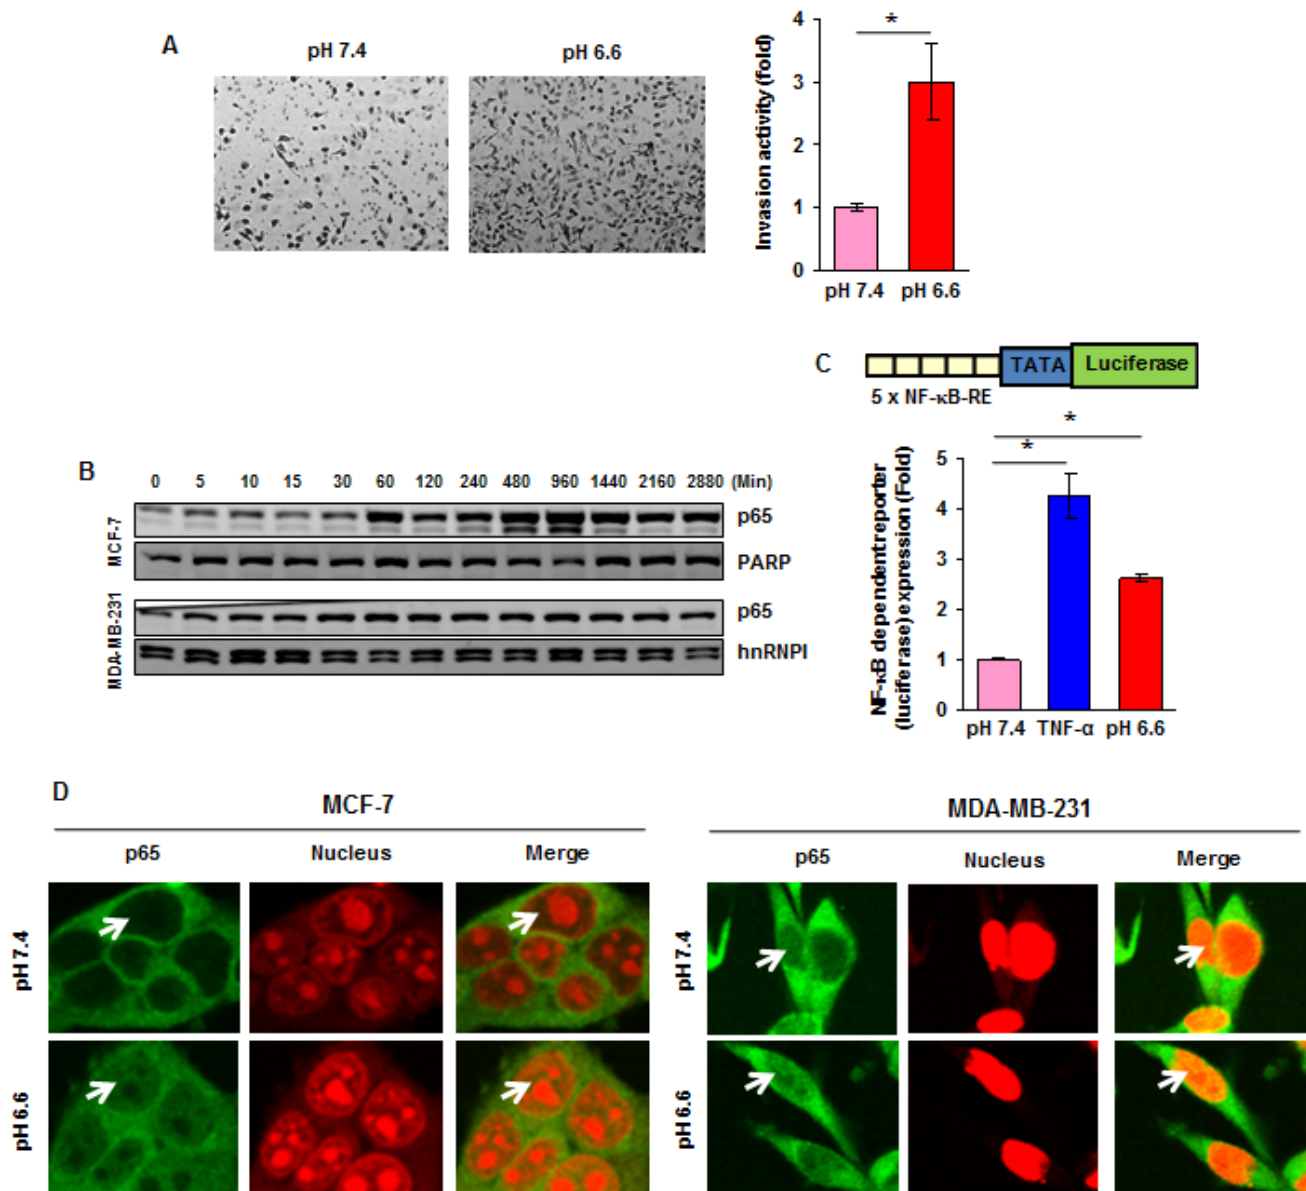 A
pH 7.4
pH 6.6
*
Invasion activity (fold)
4
3
2
1
0
pH 7.4 pH 6.6
C
TATA Luciferase
5 x NF-κB-RE
*
*
NF-κB dependentreporter
(luciferase) expression (Fold)
5
4
3
2
1
0
pH 7.4 TNF-α pH 6.6
B
0 5 10 15 30 60 120 240 480 960 1440 2160 2880 (Min)
MCF-7
p65
PARP
MDA-MB-231
p65
hnRNPI
D
MCF-7
p65 Nucleus Merge
pH 7.4
pH 6.6
MDA-MB-231
p65 Nucleus Merge
pH 7.4
pH 6.6